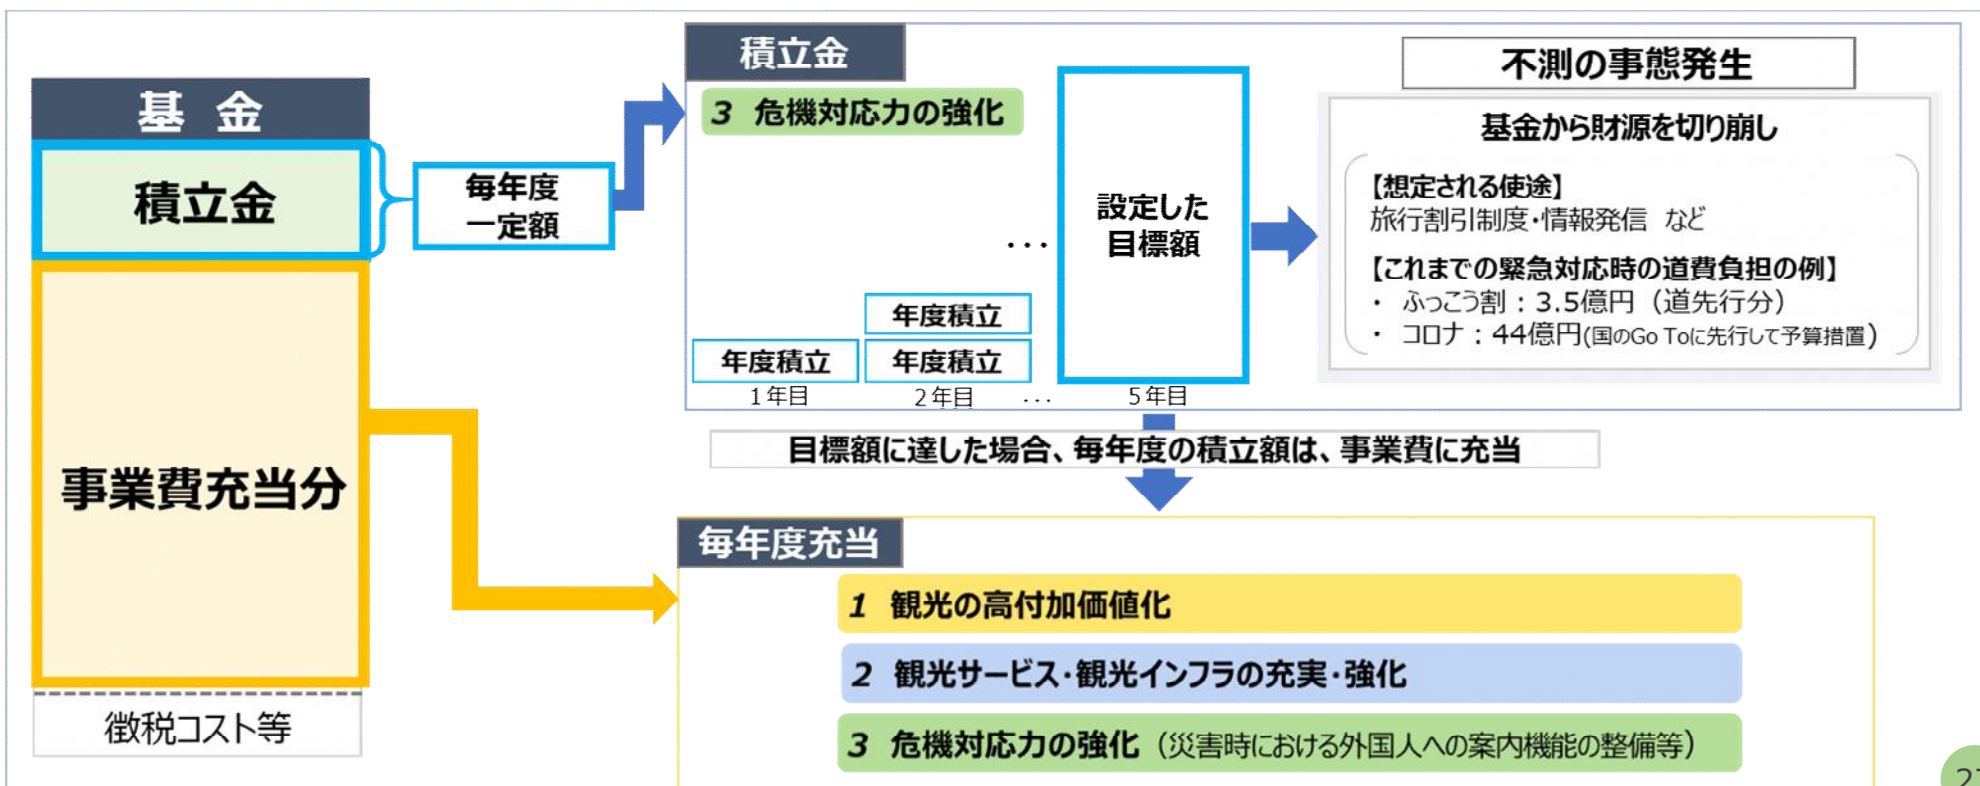 基 金
積立金
事業費充当分
徴税コスト等
毎年度
一定額
積立金
3 危機対応力の強化
年度積立
1年目
年度積立
年度積立
2年目
・・・
・・・
設定した
目標額
5年目
不測の事態発生
基金から財源を切り崩し
【想定される使途】
旅行割引制度・情報発信 など
【これまでの緊急対応時の道費負担の例】
・ ふっこう割：3.5億円（道先行分）
・ コロナ：44億円(国のGo Toに先行して予算措置)
目標額に達した場合、毎年度の積立額は、事業費に充当
毎年度充当
1 観光の高付加価値化
2 観光サービス・観光インフラの充実・強化
3 危機対応力の強化（災害時における外国人への案内機能の整備等）